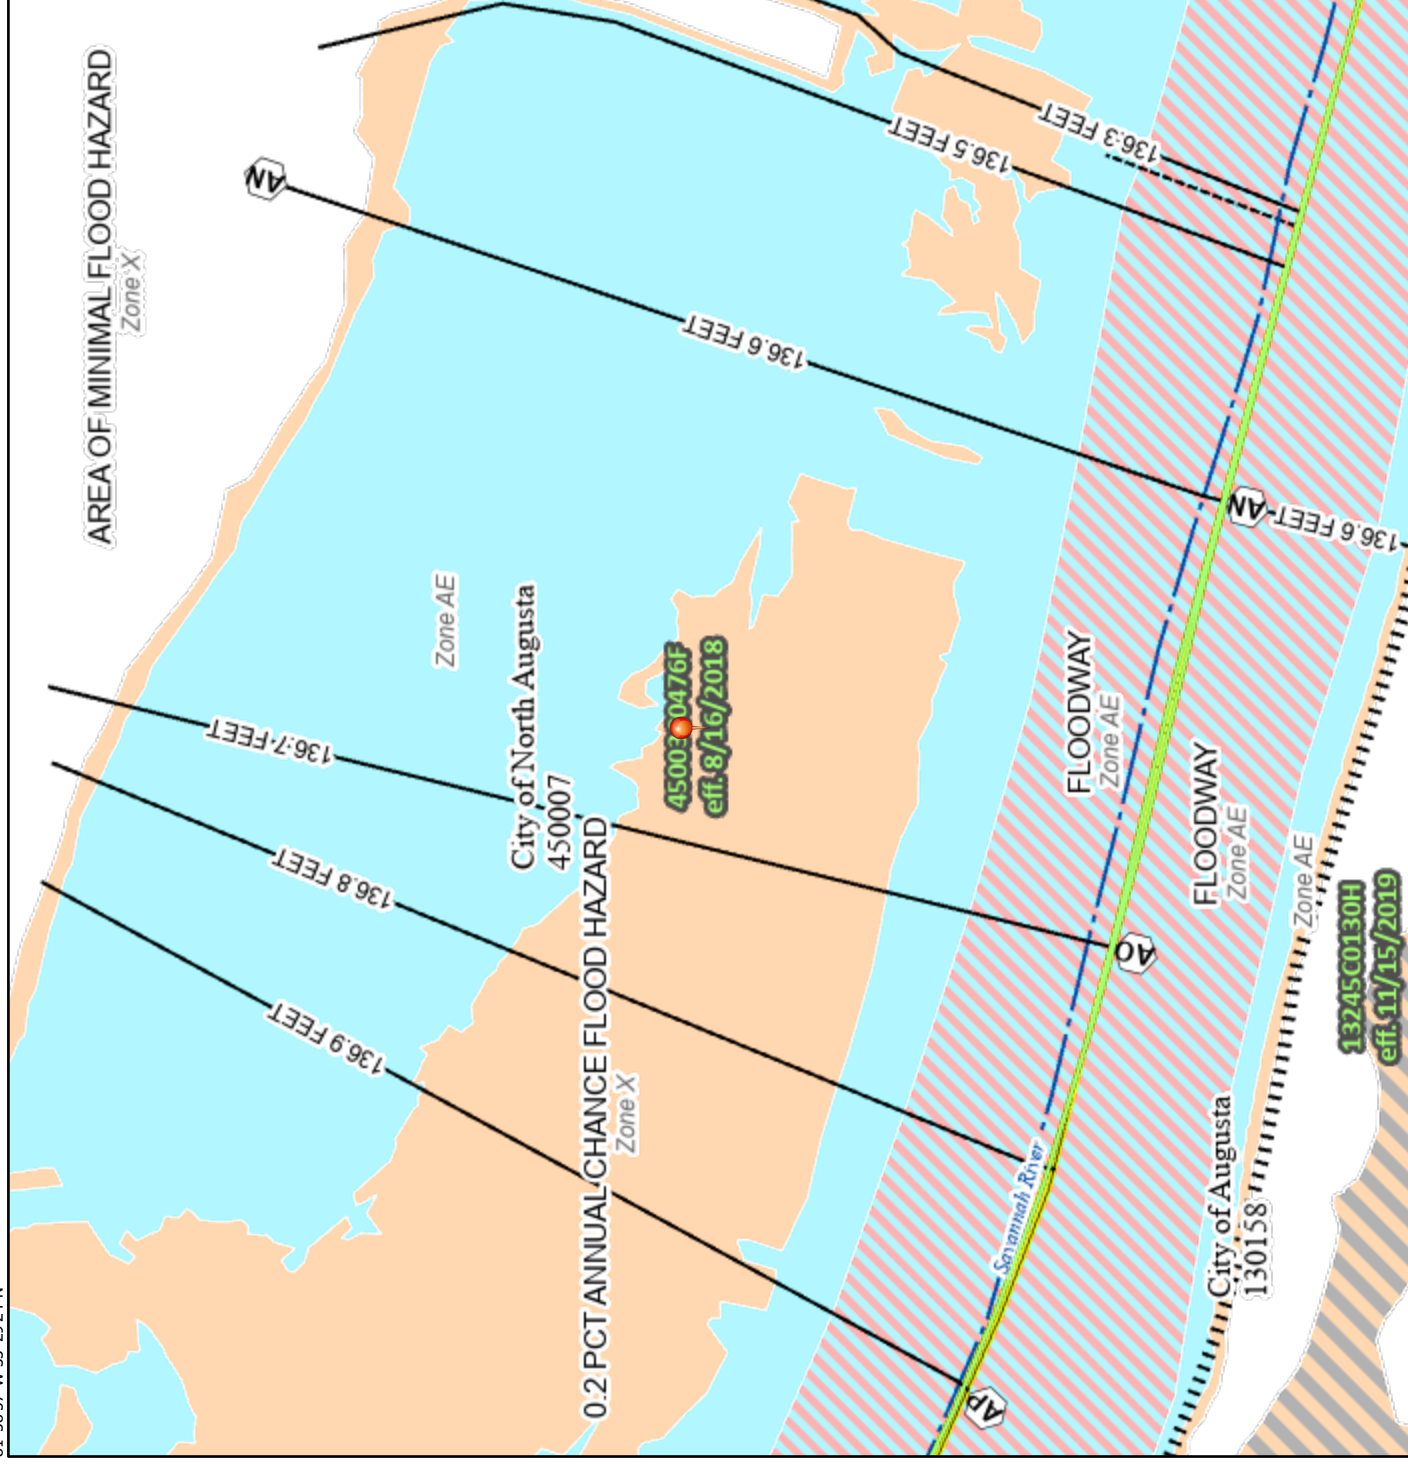 AREA OF MINIMAL FLOOD HAZARD
Zone X
AN
136.5 FEET
136.3 FEET
136.6 FEET
Zone AE
City of North Augusta
450007
136.7 FEET
136.8 FEET
136.9 FEET
eff. 8/16/2018
0.2 PCT ANNUAL CHANCE FLOOD HAZARD
Zone X
FLOODWAY
Zone AE
FLOODWAY
Zone AE
AN
136.6 FEET
AO
Zone AE
Savannah River
AP
City of Augusta
130158
13245C0130H
eff. 11/15/2019